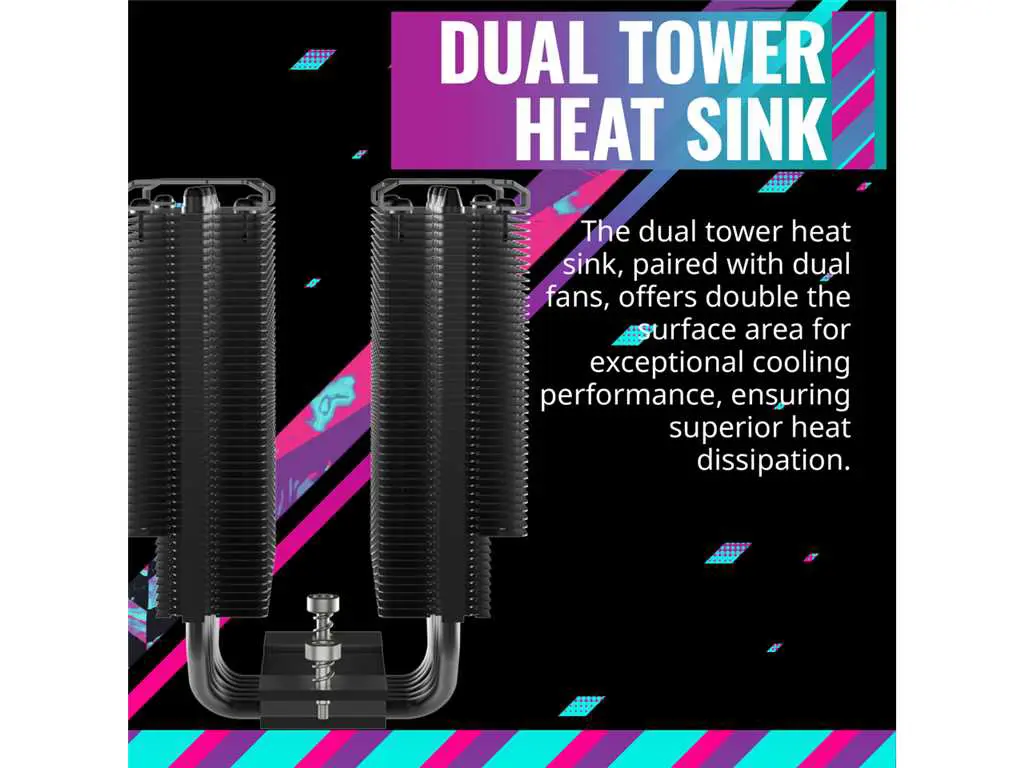 DUAL TOWER
HEAT SINK
The dual tower heat
sink, paired with dual
fans, offers double the
surface area for
exceptional cooling
performance, ensuring
superior heat
dissipation.